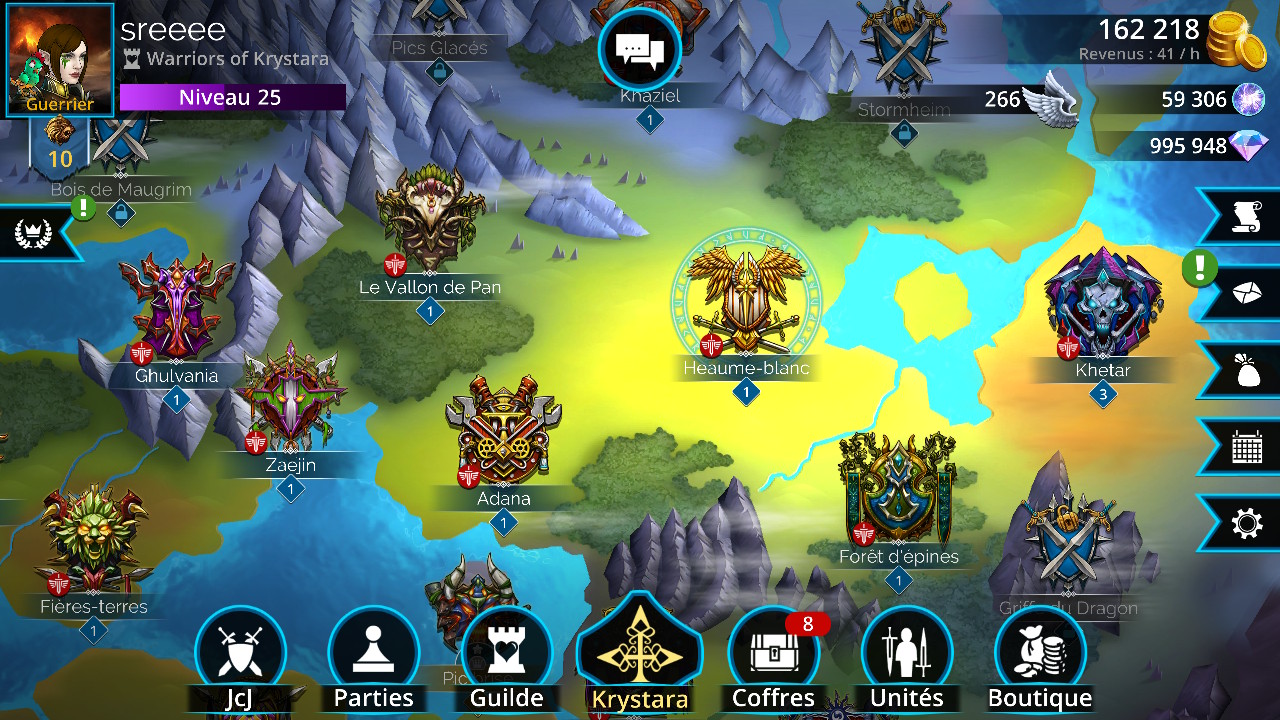 sreeee
Warriors of Krystara
Guerrier
Niveau 25
10
Pics Glacés
Khaziel
1
Stormheim
162 218
Revenus : 41 / h
266
59 306
995 948
Bois de Maugrim
!
Le Vallon de Pan
1
Heaume-blanc
1
!
Khetar
3
Ghulvania
1
Zaejin
1
Adana
1
Forêt d'épines
1
Fières-terres
1
8
JcJ
Parties
Guilde
Krystara
Coffres
Unités
Boutique